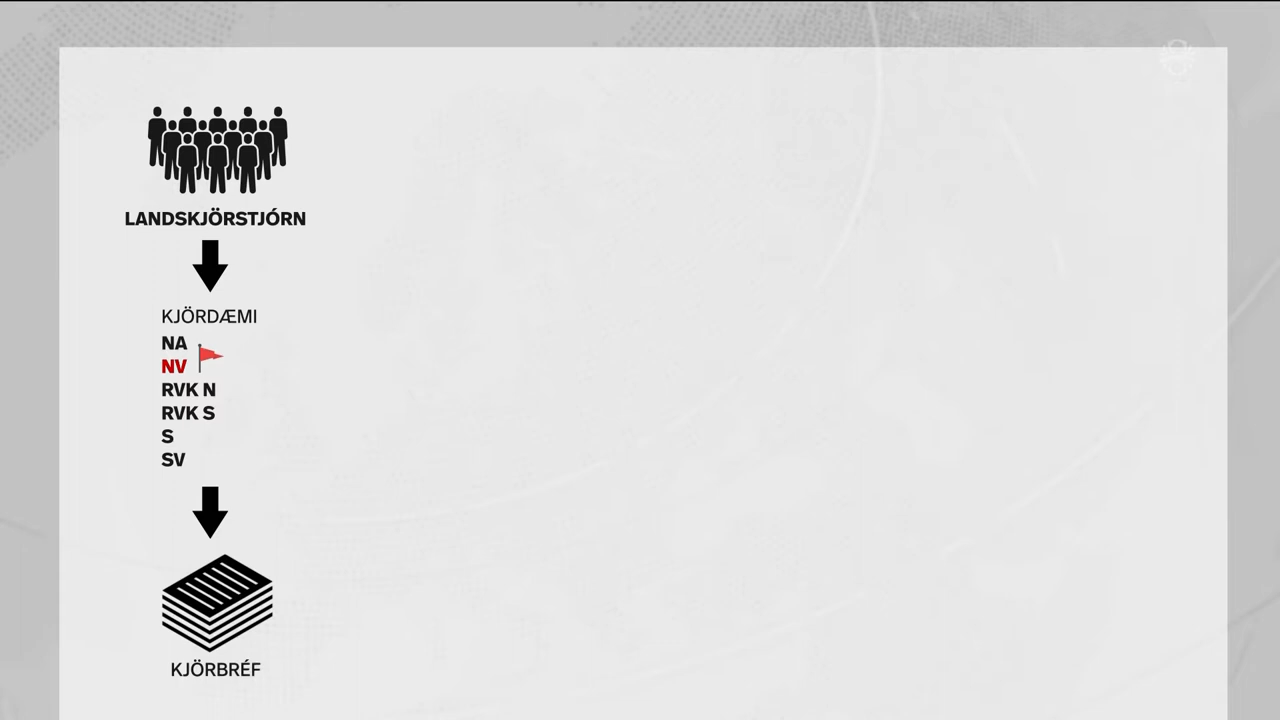 LANDSKJÖRSTJÓRN
KJÖRDÆMI
NA
NV
RVK N
RVK S
S
SV
KJÖRBRÉF